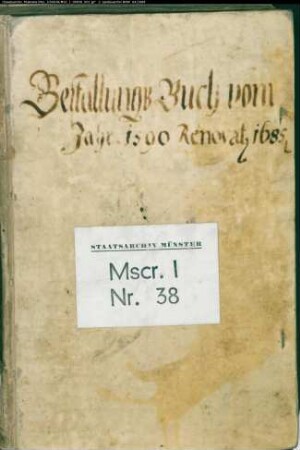 Bestallungs Buch vom
Jahr 1590 Renovat, 1685
STAATSARCHIV MÜNSTER
Mscr. I
Nr. 38